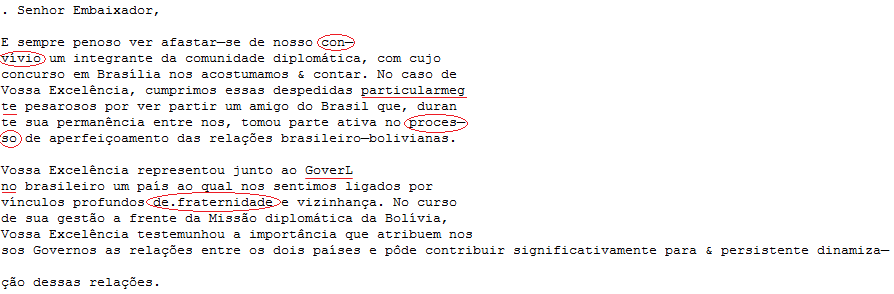 . Senhor Embaixador,
E sempre penoso ver afastar—se de nosso con—
vívio um integrante da comunidade diplomática, com cujo
concurso em Brasília nos acostumamos & contar. No caso de
Vossa Excelência, cumprimos essas despedidas particularmeg
te pesarosos por ver partir um amigo do Brasil que, duran
te sua permanência entre nos, tomou parte ativa no proces—
so de aperfeiçoamento das relações brasileiro—bolivianas.
Vossa Excelência representou junto ao GoverL
no brasileiro um país ao qual nos sentimos ligados por
vínculos profundos de.fraternidade e vizinhança. No curso
de sua gestão a frente da Missão diplomática da Bolívia,
Vossa Excelência testemunhou a importância que atribuem nos
sos Governos as relações entre os dois países e pôde contribuir significativamente para & persistente dinamiza—
ção dessas relações.